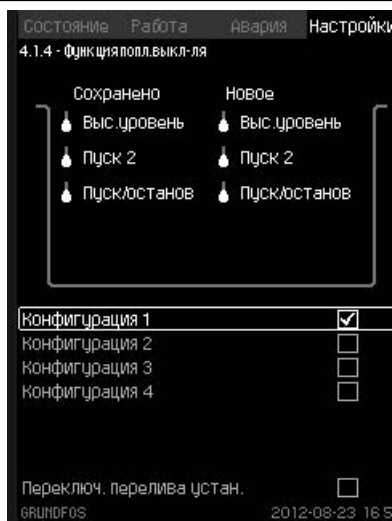 Состояние Работа Авария Настройки
4.1.4 - Функция попл.выкл-ля
Сохранено Новое
Выс.уровень Выс.уровень
Пуск 2 Пуск 2
Пуск/останов Пуск/останов
Конфигурация 1
Конфигурация 2
Конфигурация 3
Конфигурация 4
Переключ. перелива устан.
GRUNDFOS 2012-08-23 16:5